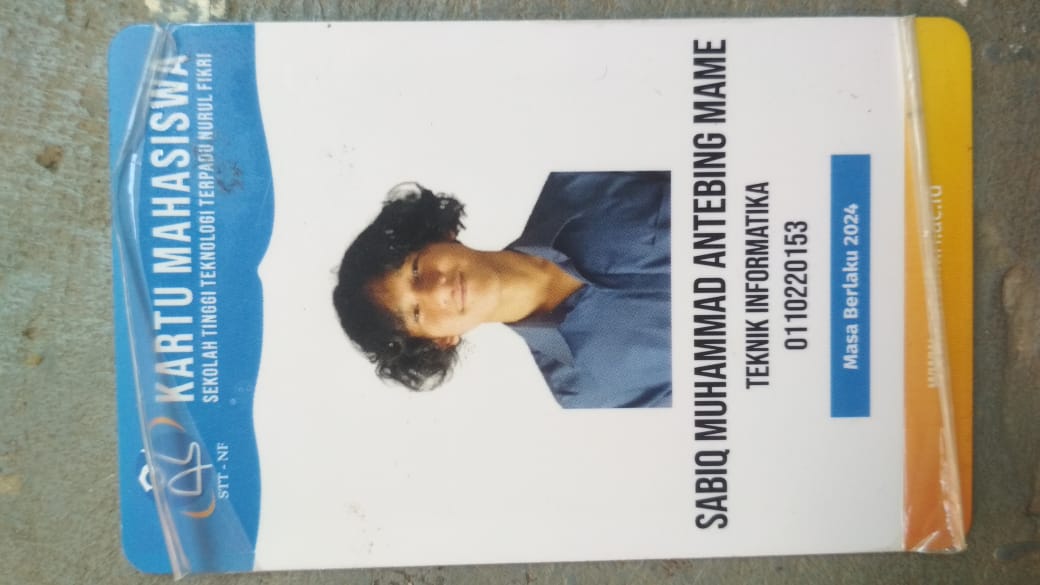 KARTU MAHASISWA
SEKOLAH TINGGI TEKNOLOGI TERPADU NURUL FIKRI
STT - NF
SABIQ MUHAMMAD ANTEBING MAME
TEKNIK INFORMATIKA
0110220153
Masa Berlaku 2024